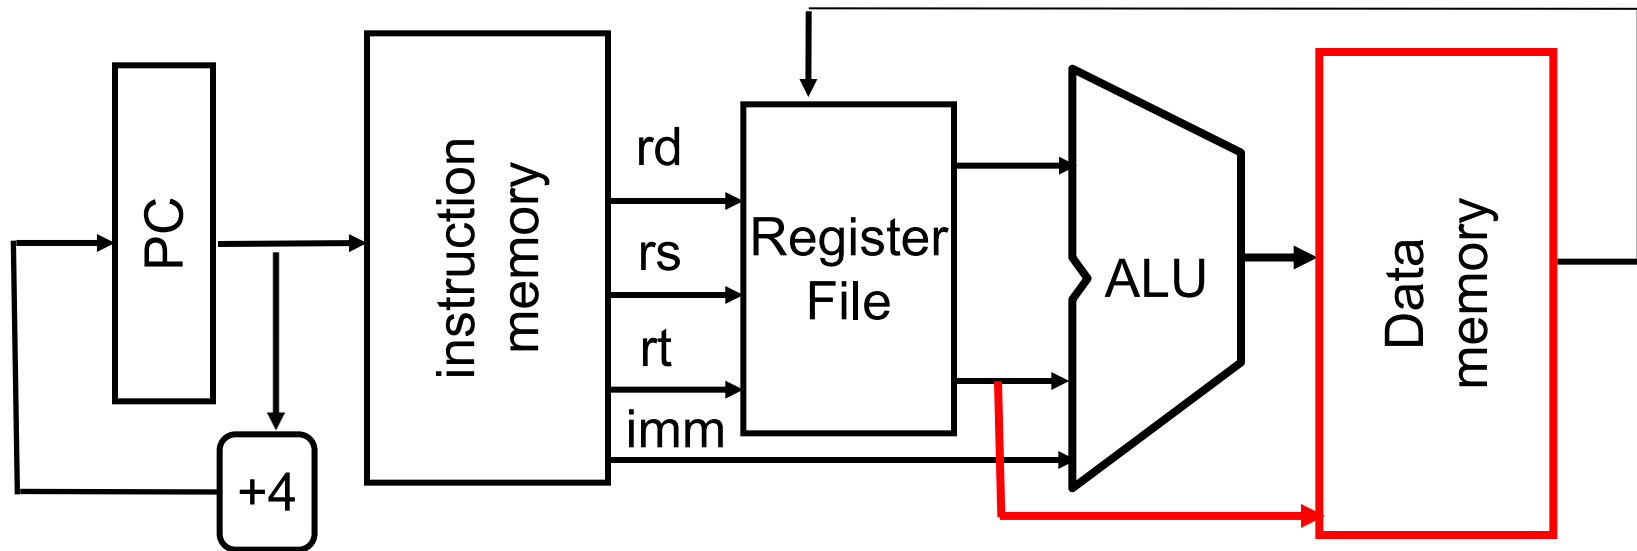 PC
+4
instruction
memory
rd
rs
rt
imm
Register
File
ALU
Data
memory